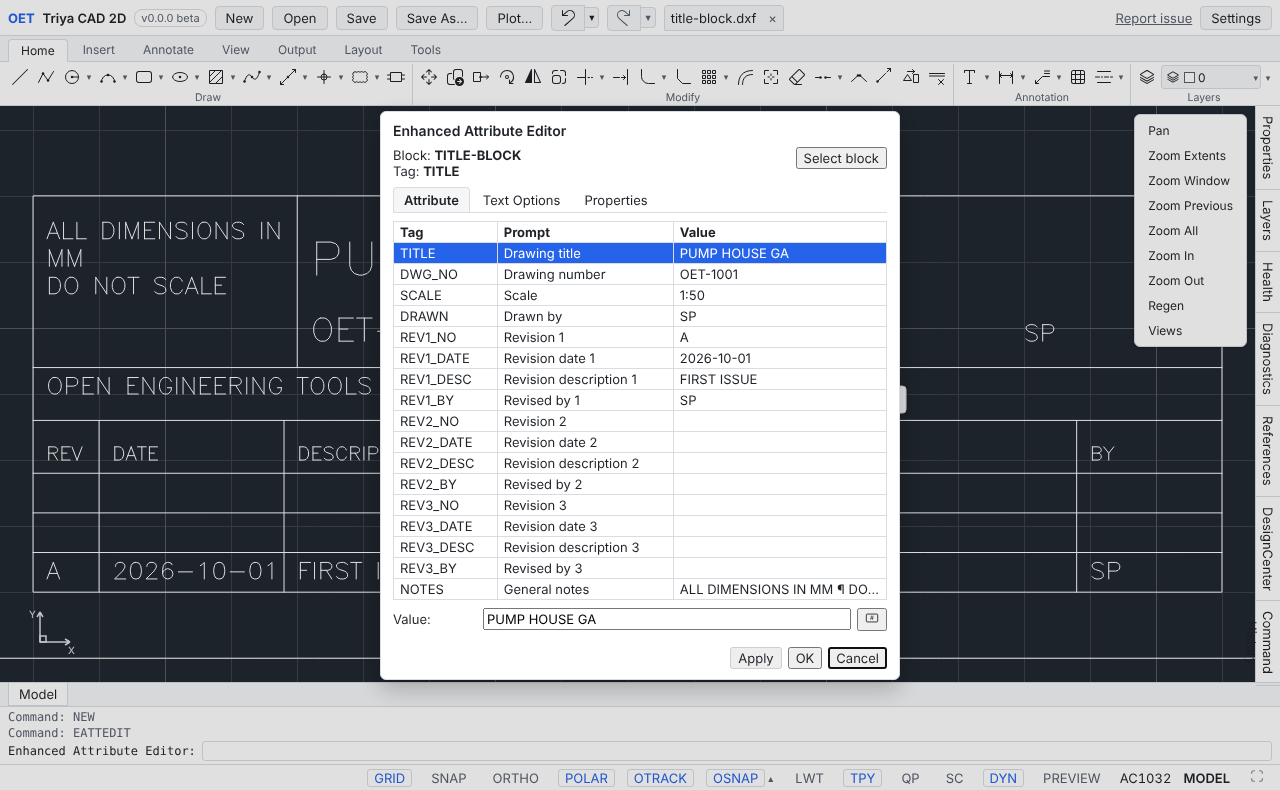 OET Triya CAD 2D v0.0.0 beta New Open Save Save As... Plot... title-block.dxf × Report issue Settings
Home Insert Annotate View Output Layout Tools
0
Draw Modify Annotation Layers
Enhanced Attribute Editor
Block: TITLE-BLOCK
Tag: TITLE
Select block
Attribute Text Options Properties
Tag Prompt Value
TITLE Drawing title PUMP HOUSE GA
DWG_NO Drawing number OET-1001
SCALE Scale 1:50
DRAWN Drawn by SP
REV1_NO Revision 1 A
REV1_DATE Revision date 1 2026-10-01
REV1_DESC Revision description 1 FIRST ISSUE
REV1_BY Revised by 1 SP
REV2_NO Revision 2
REV2_DATE Revision date 2
REV2_DESC Revision description 2
REV2_BY Revised by 2
REV3_NO Revision 3
REV3_DATE Revision date 3
REV3_DESC Revision description 3
REV3_BY Revised by 3
NOTES General notes ALL DIMENSIONS IN MM ¶ DO...
Value: PUMP HOUSE GA
Apply OK Cancel
ALL DIMENSIONS IN
MM
DO NOT SCALE
PU
OET-
SP
OPEN ENGINEERING TOOLS
REV DATE DESCRIP BY
A 2026-10-01 FIRST I SP
Y
X
Pan
Zoom Extents
Zoom Window
Zoom Previous
Zoom All
Zoom In
Zoom Out
Regen
Views
Properties
Layers
Health
Diagnostics
References
DesignCenter
Command
Model
Command: NEW
Command: EATTEDIT
Enhanced Attribute Editor:
GRID SNAP ORTHO POLAR OTRACK OSNAP LWT TPY QP SC DYN PREVIEW AC1032 MODEL